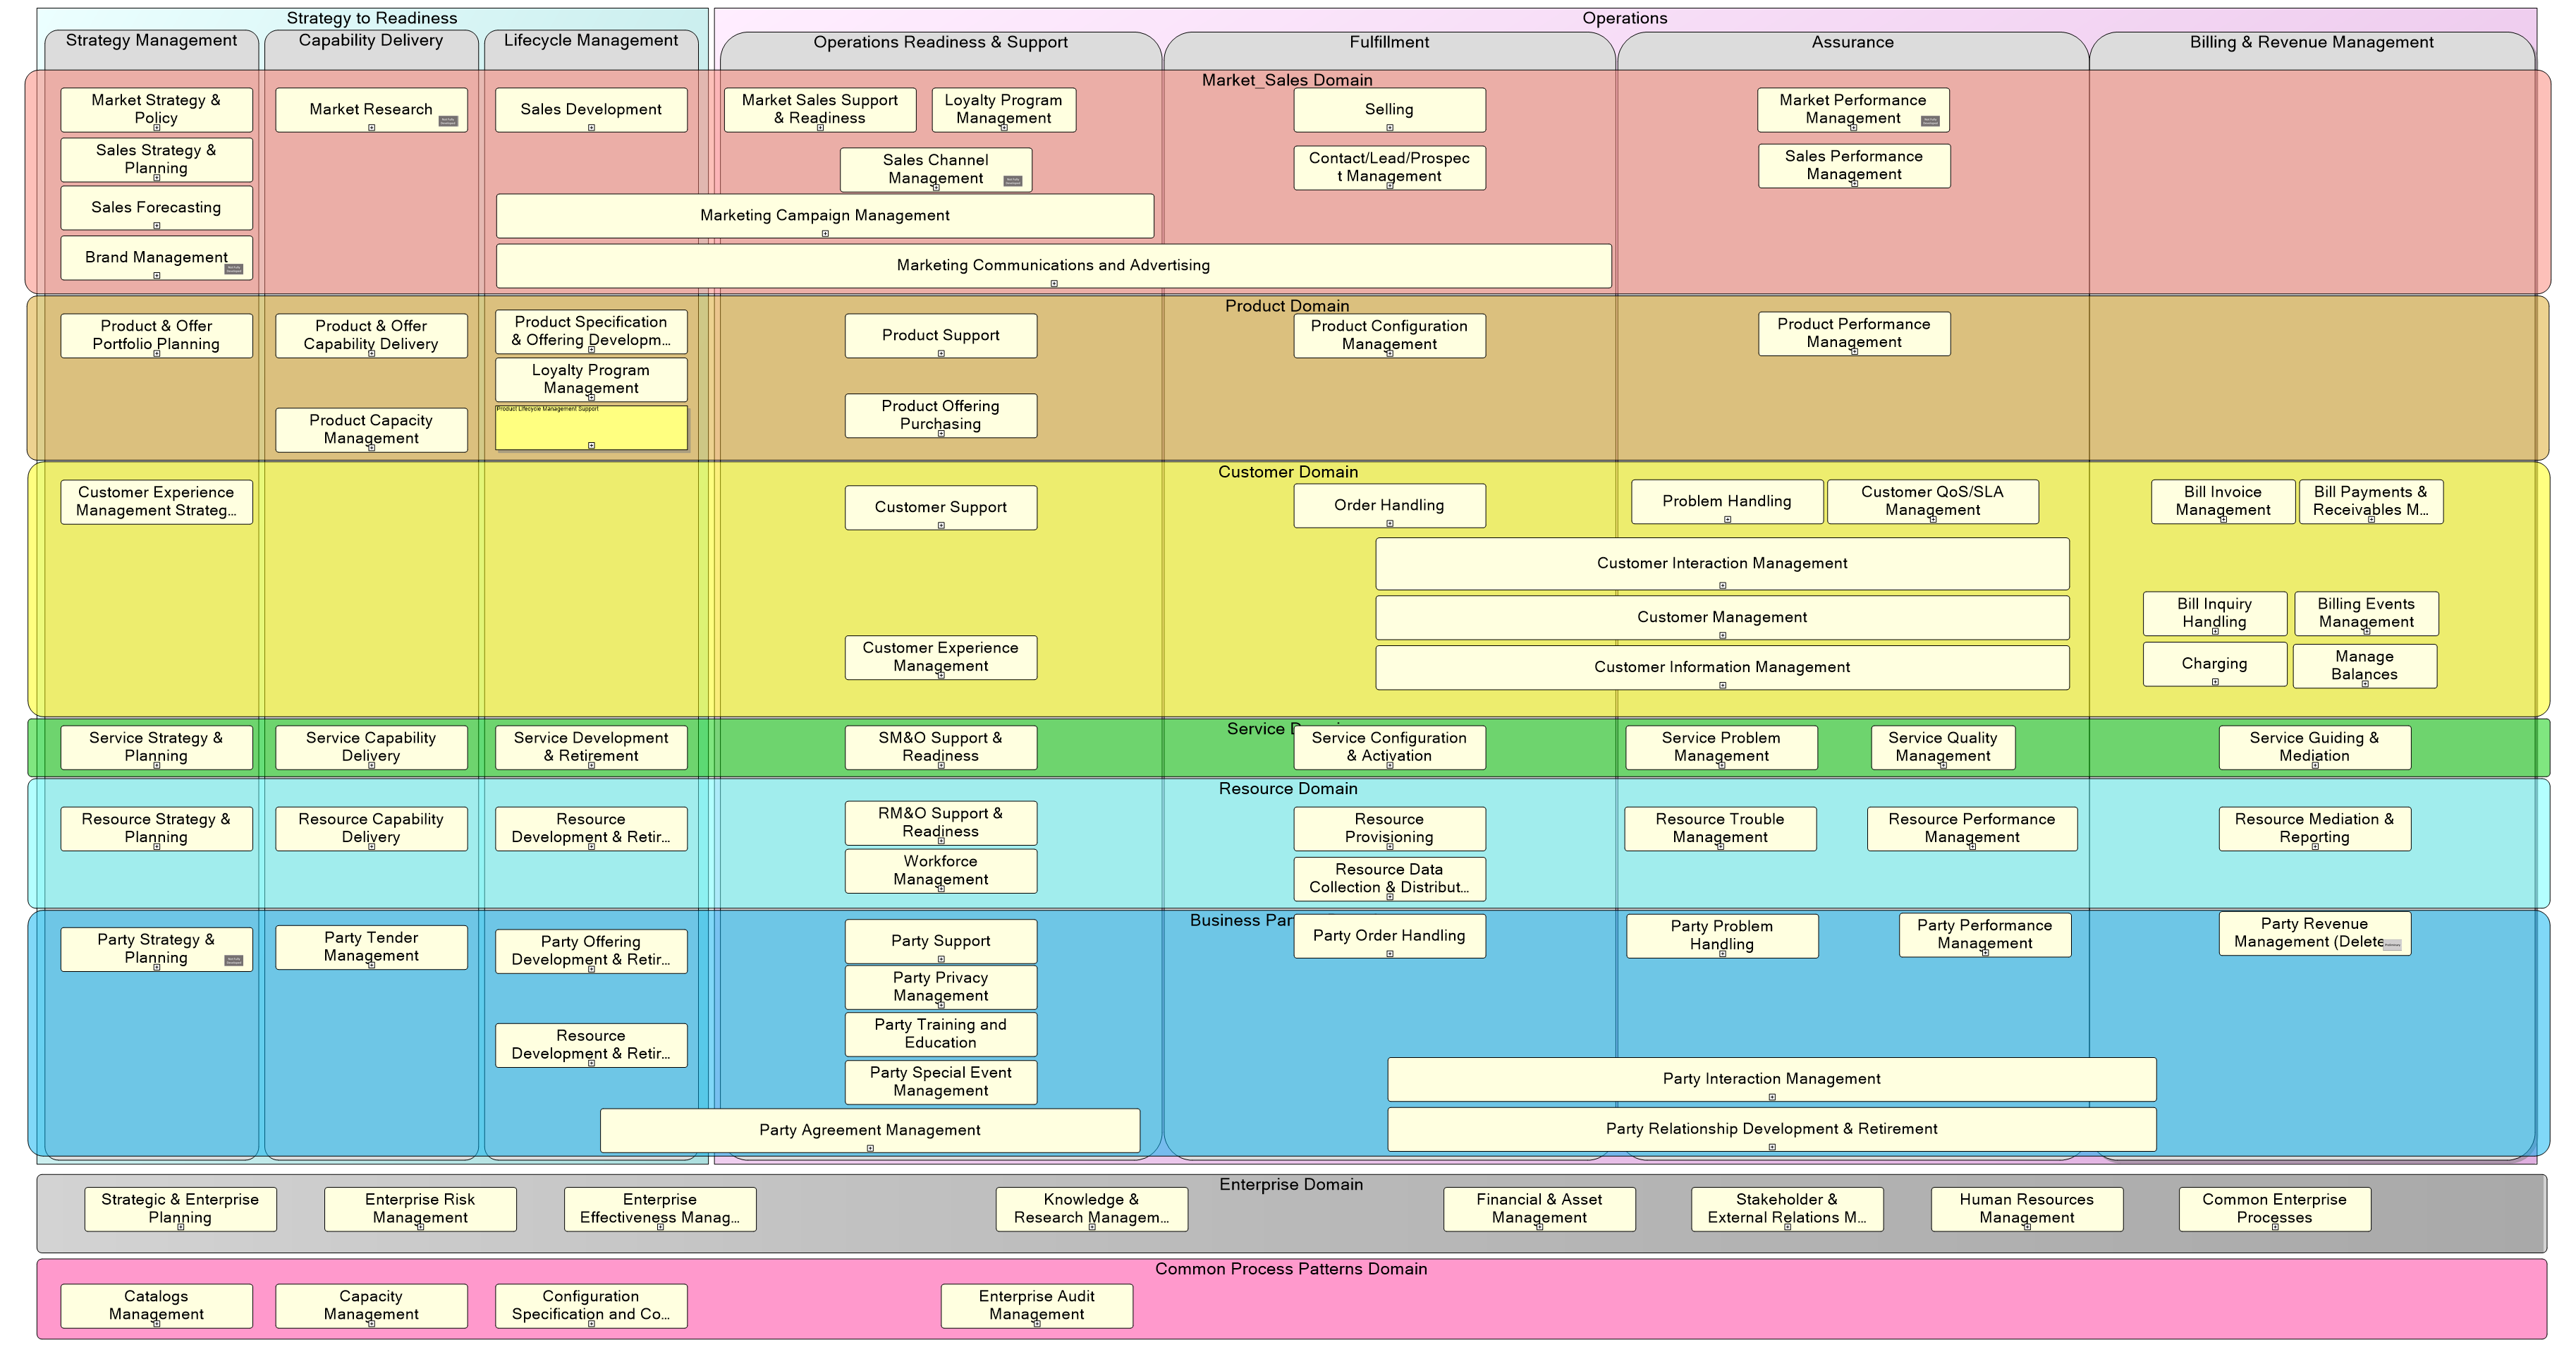 Strategy to Readiness
Operations
Strategy Management
Capability Delivery
Lifecycle Management
Operations Readiness & Support
Fulfillment
Assurance
Billing & Revenue Management
Market_Sales Domain
Market Strategy &
Policy
Market Research
Sales Development
Market Sales Support
& Readiness
Loyalty Program
Management
Selling
Market Performance
Management
Sales Strategy &
Planning
Sales Channel
Management
Contact/Lead/Prospec
t Management
Sales Performance
Management
Sales Forecasting
Marketing Campaign Management
Brand Management
Marketing Communications and Advertising
Product Domain
Product & Offer
Portfolio Planning
Product & Offer
Capability Delivery
Product Specification
& Offering Developm...
Product Support
Product Configuration
Management
Product Performance
Management
Loyalty Program
Management
Product Capacity
Management
Product Lifecycle Management Support
Product Offering
Purchasing
Customer Domain
Customer Experience
Management Strateg...
Customer Support
Order Handling
Problem Handling
Customer QoS/SLA
Management
Bill Invoice
Management
Bill Payments &
Receivables M...
Customer Interaction Management
Customer Management
Bill Inquiry
Handling
Billing Events
Management
Customer Experience
Management
Customer Information Management
Charging
Manage
Balances
Service D
Service Strategy &
Planning
Service Capability
Delivery
Service Development
& Retirement
SM&O Support &
Readiness
Service Configuration
& Activation
Service Problem
Management
Service Quality
Management
Service Guiding &
Mediation
Resource Domain
Resource Strategy &
Planning
Resource Capability
Delivery
Resource
Development & Retir...
RM&O Support &
Readiness
Resource
Provisioning
Resource Trouble
Management
Resource Performance
Management
Resource Mediation &
Reporting
Workforce
Management
Resource Data
Collection & Distribut...
Business Par
Party Strategy &
Planning
Party Tender
Management
Party Offering
Development & Retir...
Party Support
Party Order Handling
Party Problem
Handling
Party Performance
Management
Party Revenue
Management (Delete
Party Privacy
Management
Resource
Development & Retir...
Party Training and
Education
Party Special Event
Management
Party Interaction Management
Party Agreement Management
Party Relationship Development & Retirement
Enterprise Domain
Strategic & Enterprise
Planning
Enterprise Risk
Management
Enterprise
Effectiveness Manag...
Knowledge &
Research Managem...
Financial & Asset
Management
Stakeholder &
External Relations M...
Human Resources
Management
Common Enterprise
Processes
Common Process Patterns Domain
Catalogs
Management
Capacity
Management
Configuration
Specification and Co...
Enterprise Audit
Management